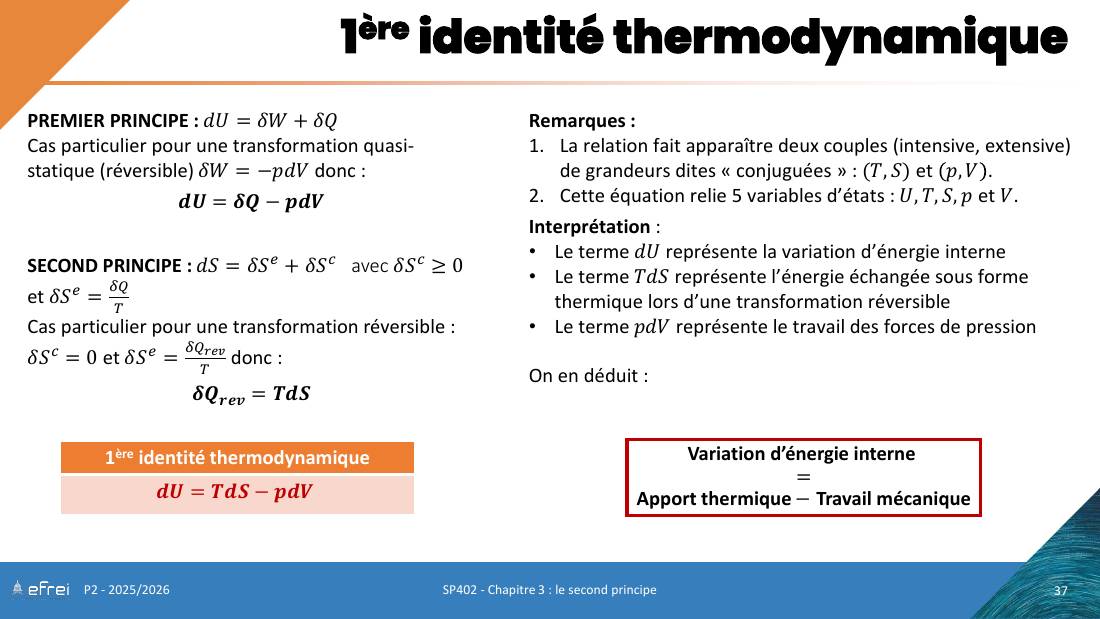 1ère identité thermodynamique
PREMIER PRINCIPE : dU = δW + δQ
Cas particulier pour une transformation quasi-
statique (réversible) δW = −pdV donc :
dU = δQ − pdV
SECOND PRINCIPE : dS = δSᵉ + δSᶜ avec δSᶜ ≥ 0
et δSᵉ = δQ/T
Cas particulier pour une transformation réversible :
δSᶜ = 0 et δSᵉ = δQ_rev/T donc :
δQ_rev = TdS
1ère identité thermodynamique
dU = TdS − pdV
Remarques :
1. La relation fait apparaître deux couples (intensive, extensive)
de grandeurs dites « conjuguées » : (T, S) et (p, V).
2. Cette équation relie 5 variables d’états : U, T, S, p et V.
Interprétation :
• Le terme dU représente la variation d’énergie interne
• Le terme TdS représente l’énergie échangée sous forme
thermique lors d’une transformation réversible
• Le terme pdV représente le travail des forces de pression
On en déduit :
Variation d’énergie interne
=
Apport thermique − Travail mécanique
efrei P2 - 2025/2026
SP402 - Chapitre 3 : le second principe
37